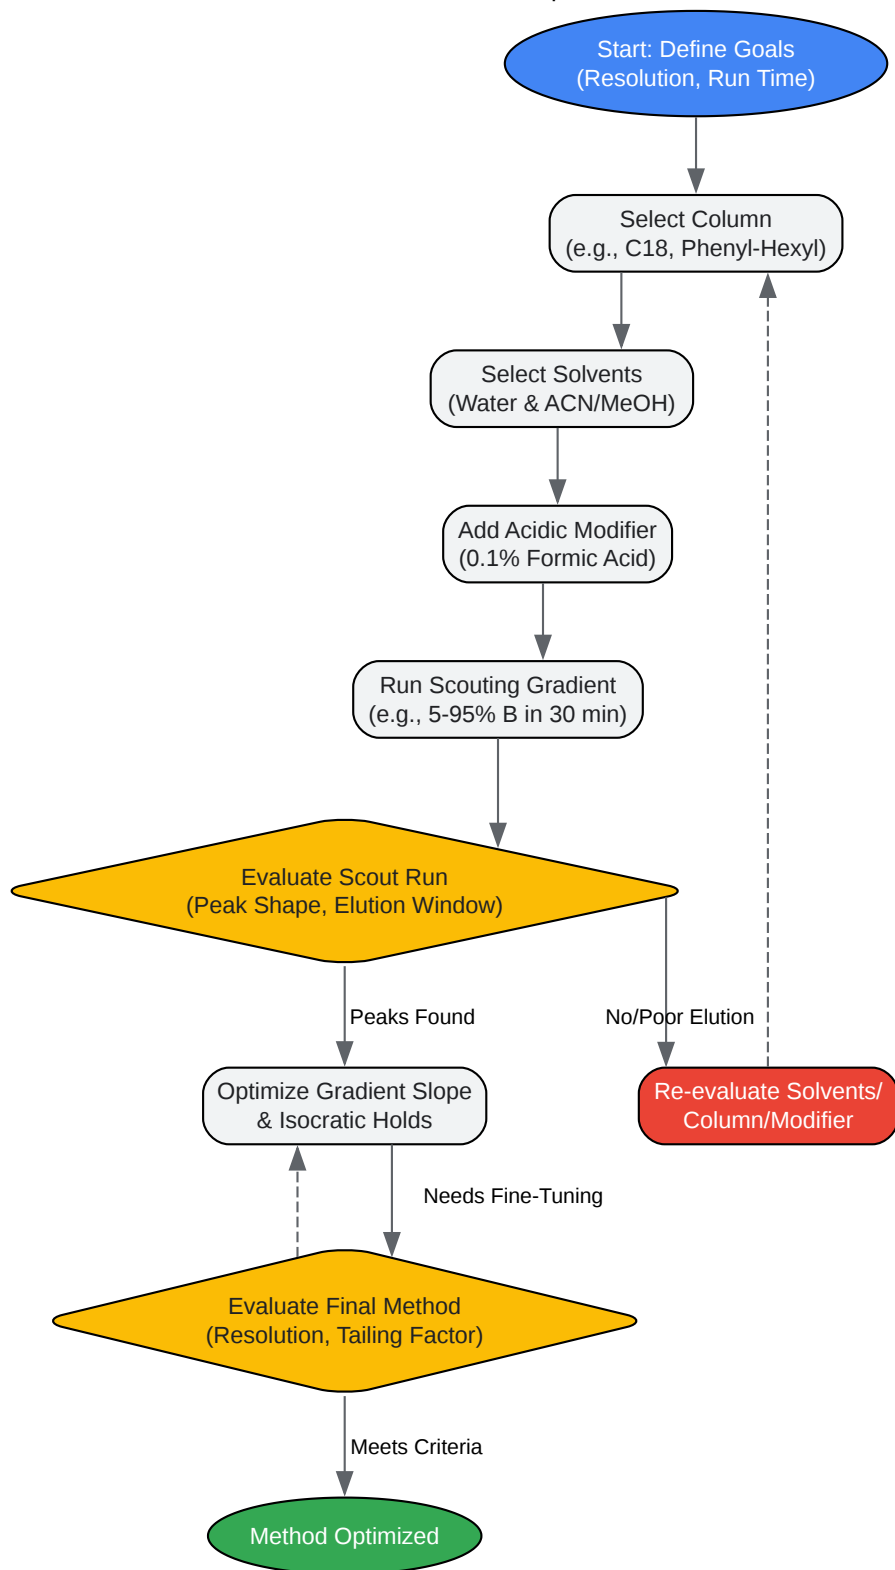 Start: Define Goals
(Resolution, Run Time)
Select Column
(e.g., C18, Phenyl-Hexyl)
Select Solvents
(Water & ACN/MeOH)
Add Acidic Modifier
(0.1% Formic Acid)
Run Scouting Gradient
(e.g., 5-95% B in 30 min)
Evaluate Scout Run
(Peak Shape, Elution Window)
Peaks Found
No/Poor Elution
Optimize Gradient Slope
& Isocratic Holds
Re-evaluate Solvents/
Column/Modifier
Needs Fine-Tuning
Evaluate Final Method
(Resolution, Tailing Factor)
Meets Criteria
Method Optimized